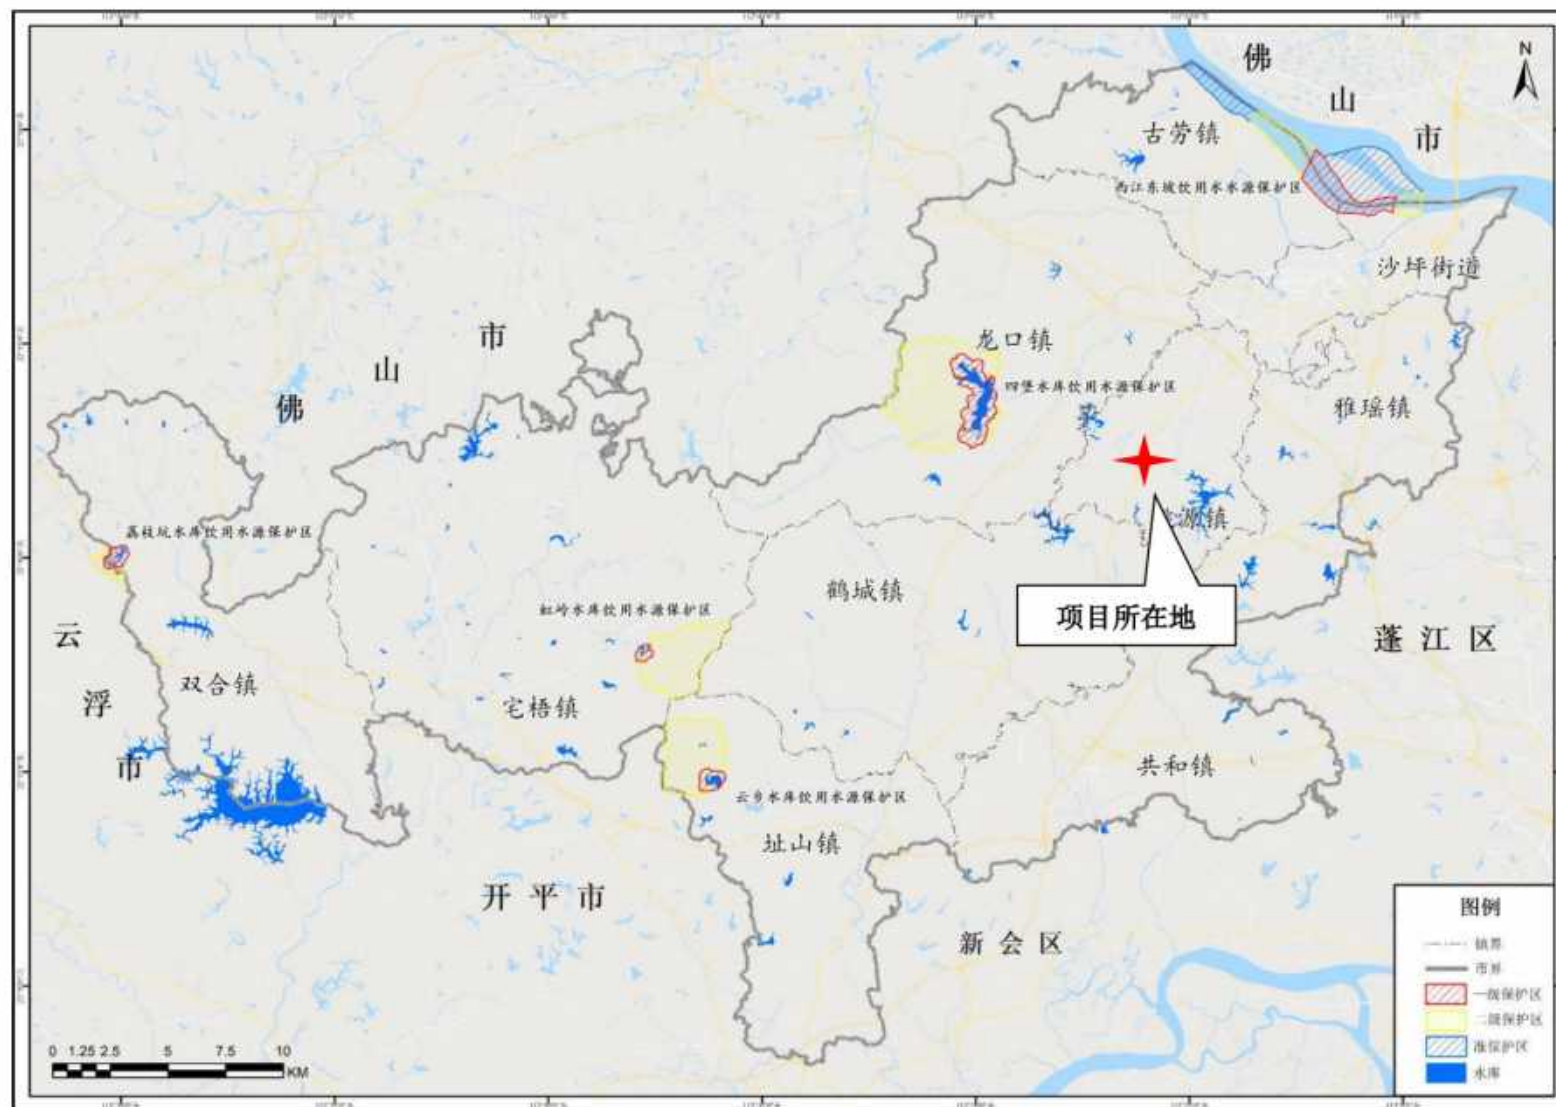 N
佛
山
市
古劳镇
西江东坡饮用水水源保护区
沙坪街道
市
山
佛
龙口镇
四堡水库饮用水源保护区
雅瑶镇
源镇
荔枝坑水库饮用水源保护区
鹤城镇
项目所在地
虹岭水库饮用水源保护区
蓬江区
云
浮
市
双合镇
宅梧镇
共和镇
云乡水库饮用水源保护区
址山镇
开平市
新会区
图例
镇界
市界
一级保护区
二级保护区
准保护区
水库
0 1.25 2.5 5 7.5 10
KM